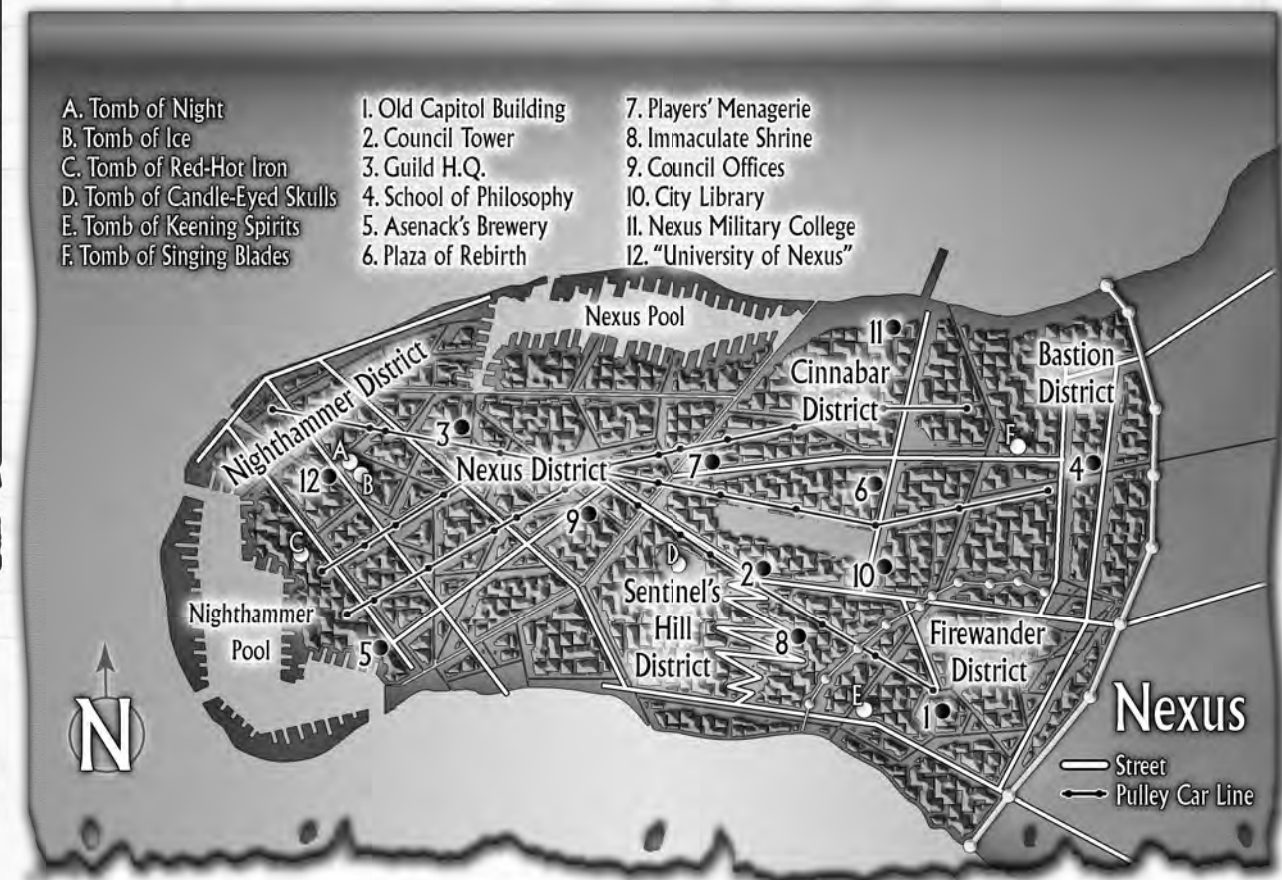 A. Tomb of Night
B. Tomb of Ice
C. Tomb of Red-Hot Iron
D. Tomb of Candle-Eyed Skulls
E. Tomb of Keening Spirits
F. Tomb of Singing Blades
1. Old Capitol Building
2. Council Tower
3. Guild H.Q.
4. School of Philosophy
5. Asenack's Brewery
6. Plaza of Rebirth
7. Players' Menagerie
8. Immaculate Shrine
9. Council Offices
10. City Library
11. Nexus Military College
12. "University of Nexus"
Nexus Pool
11
Bastion
District
Cinnabar
District
Nighthammer District
3
F
A
B
12
Nexus District
7
4
6
9
C
D
2
10
Sentinel's
Hill
District
Nighthammer
Pool
8
Firewander
District
5
E
1
N
Nexus
Street
Pulley Car Line